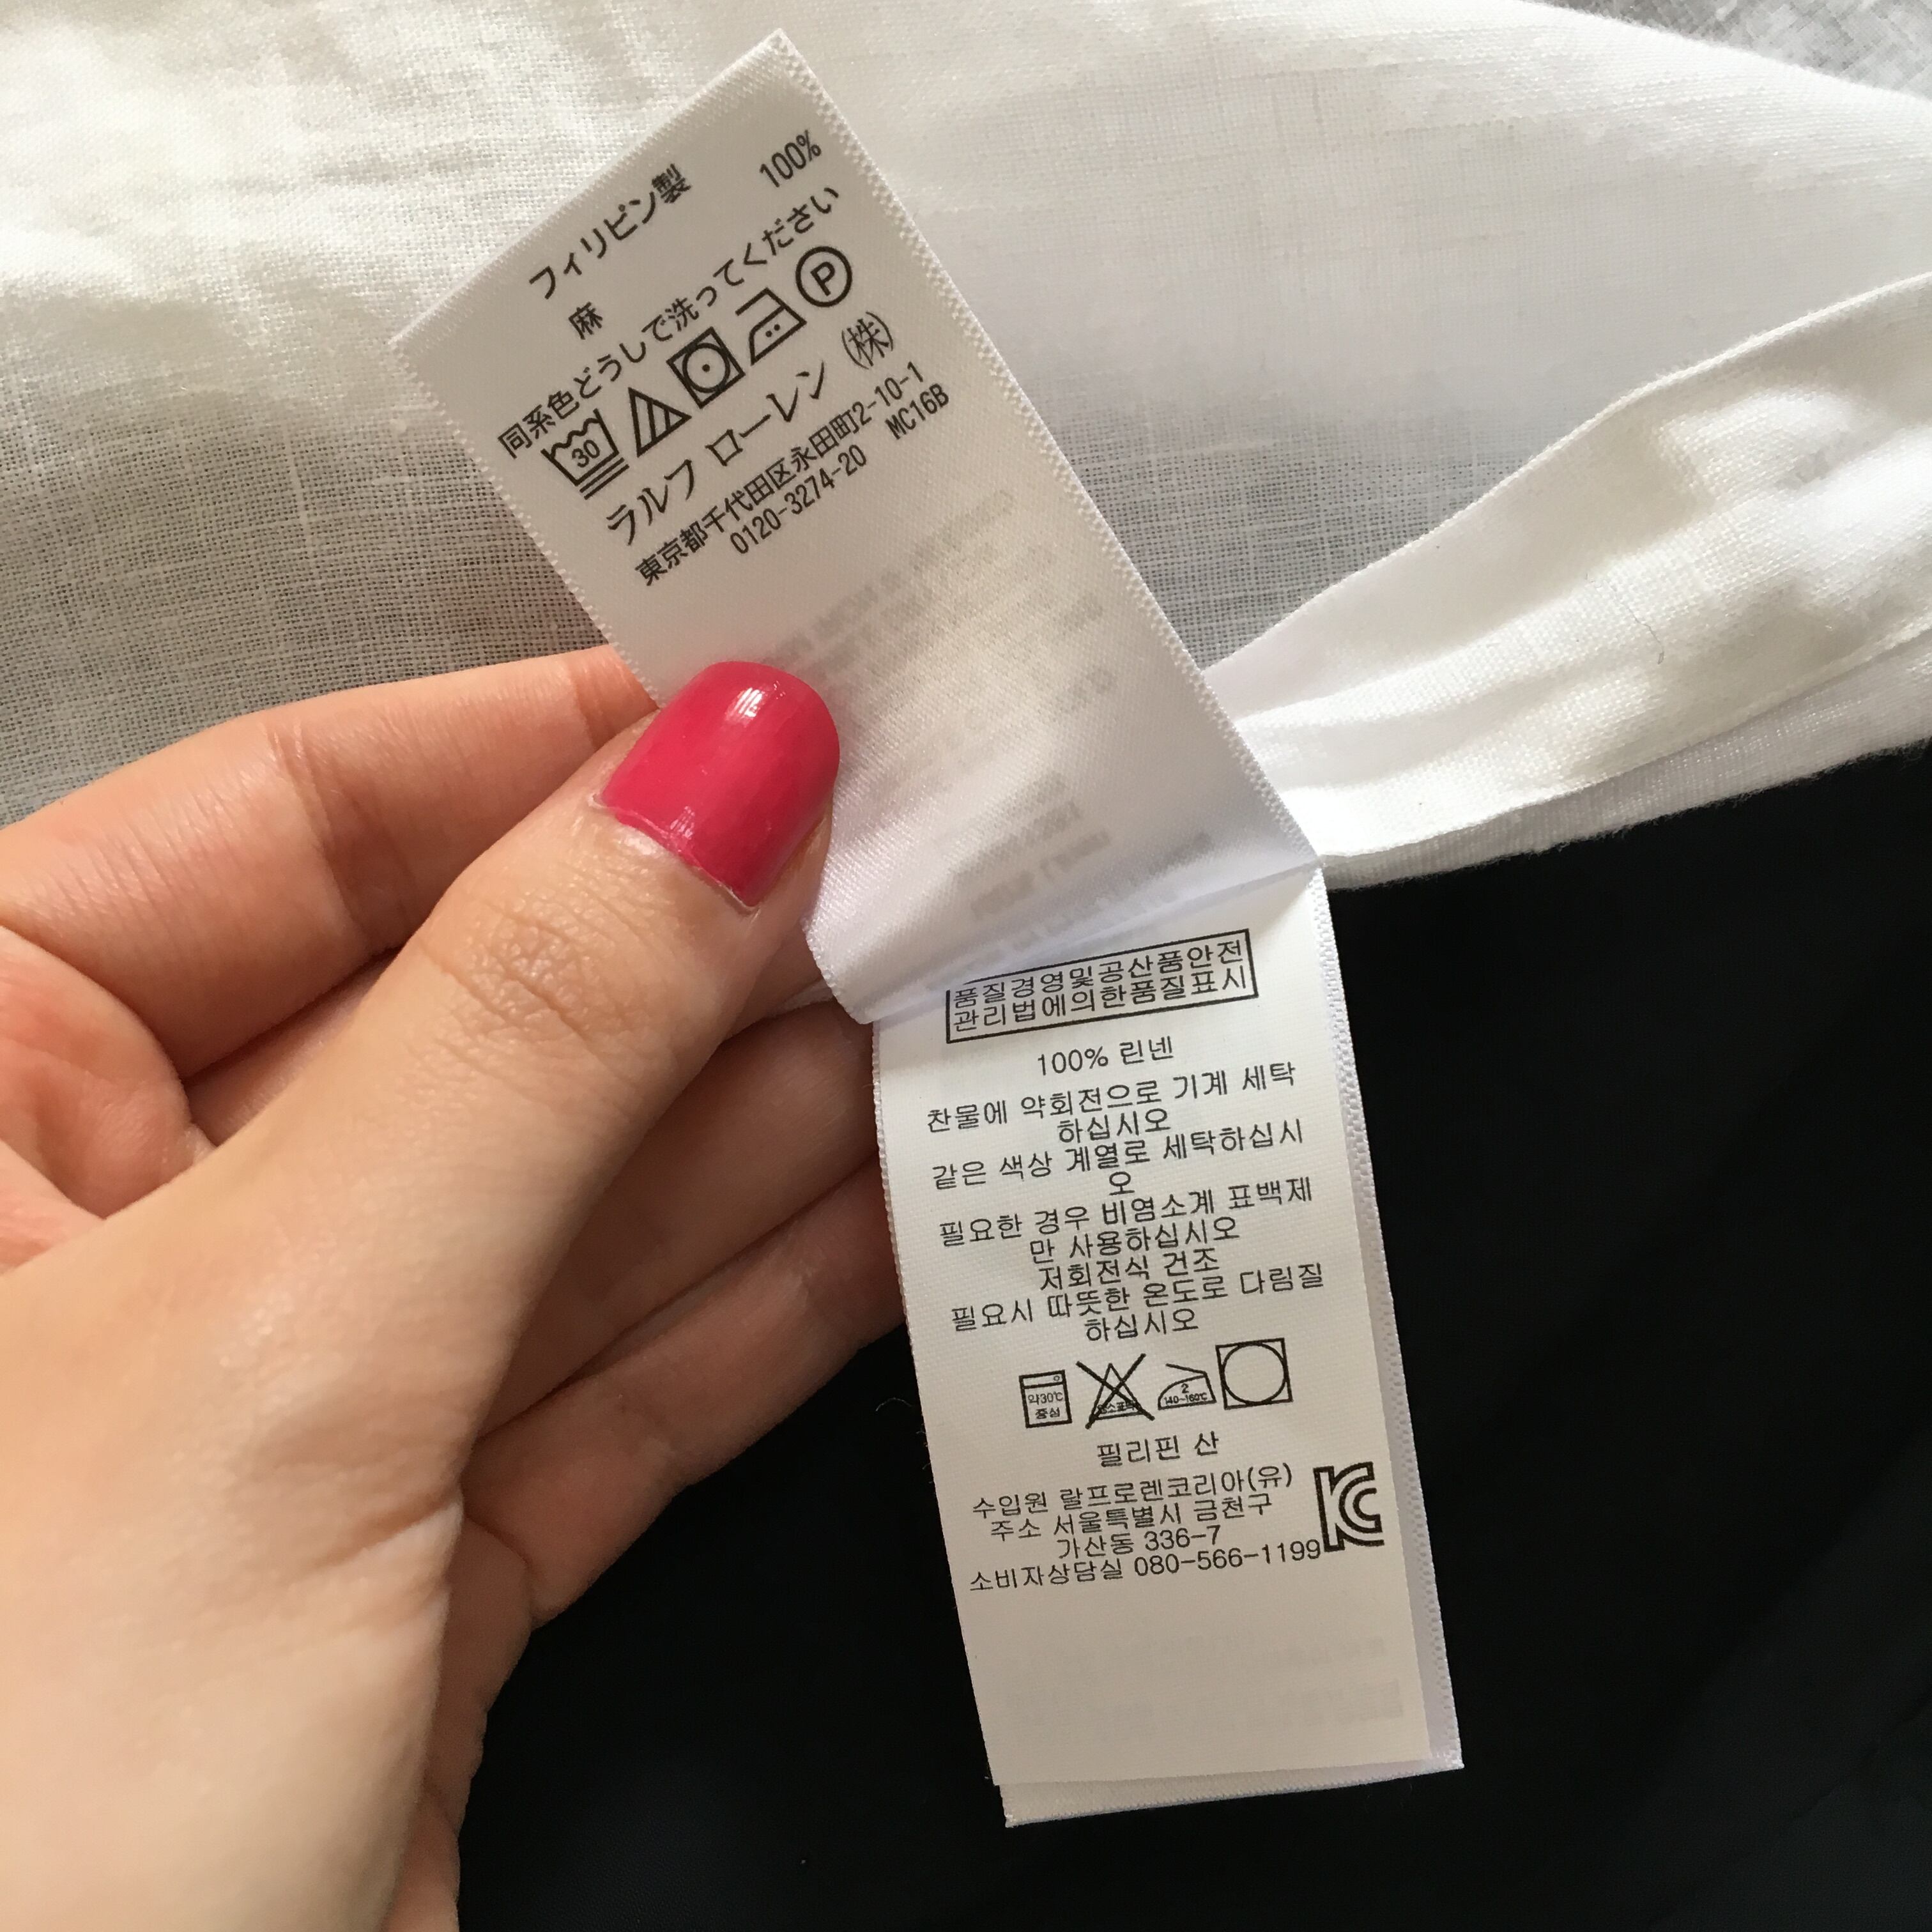 フィリピン製
麻 100%
同系色どうしで洗ってください
30 P
ラルフ ローレン (株)
東京都千代田区永田町2-10-1
0120-3274-20 MC16B
품질경영및공산품안전
관리법에의한품질표시
100% 린넨
찬물에 약회전으로 기계 세탁
하십시오
같은 색상 계열로 세탁하십시
오
필요한 경우 비염소계 표백제
만 사용하십시오
저회전식 건조
필요시 따뜻한 온도로 다림질
하십시오
약30℃
중성
염소표백
2
140~160℃
필리핀 산
수입원 랄프로렌코리아(유)
주소 서울특별시 금천구
가산동 336-7
소비자상담실 080-566-1199